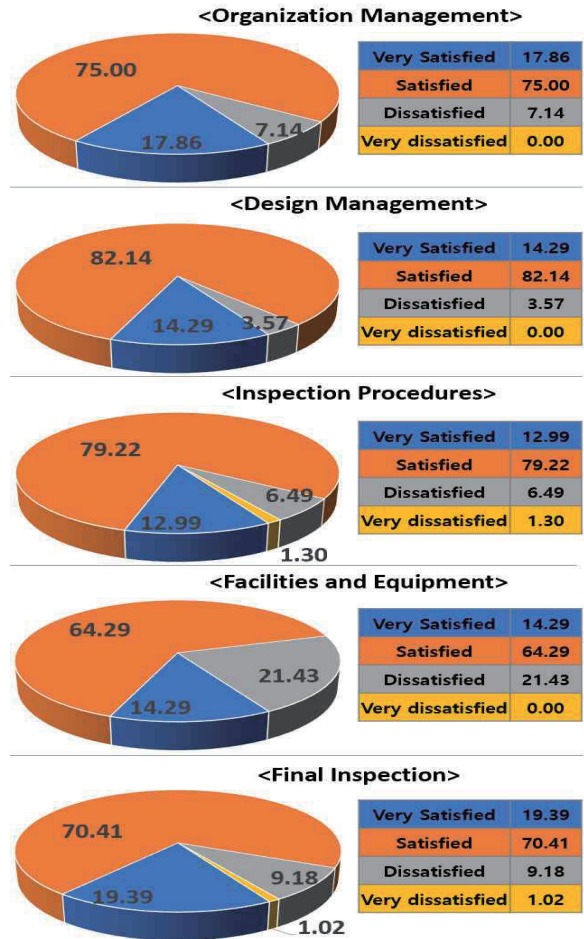 <Organization Management>
75.00
17.86
7.14
Very Satisfied 17.86
Satisfied 75.00
Dissatisfied 7.14
Very dissatisfied 0.00
<Design Management>
82.14
14.29
3.57
Very Satisfied 14.29
Satisfied 82.14
Dissatisfied 3.57
Very dissatisfied 0.00
<Inspection Procedures>
79.22
12.99
6.49
1.30
Very Satisfied 12.99
Satisfied 79.22
Dissatisfied 6.49
Very dissatisfied 1.30
<Facilities and Equipment>
64.29
14.29
21.43
Very Satisfied 14.29
Satisfied 64.29
Dissatisfied 21.43
Very dissatisfied 0.00
<Final Inspection>
70.41
19.39
9.18
1.02
Very Satisfied 19.39
Satisfied 70.41
Dissatisfied 9.18
Very dissatisfied 1.02